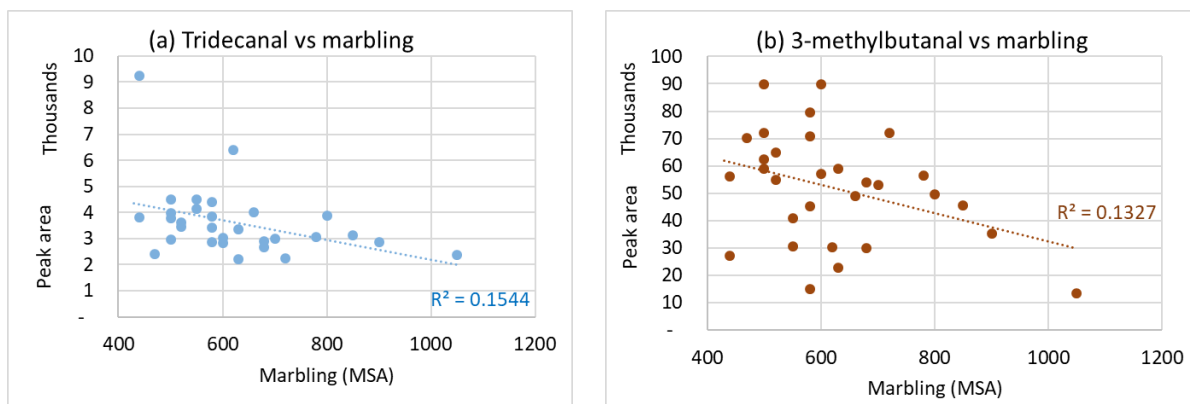 (a) Tridecanal vs marbling
Thousands
Peak area
10
9
8
7
6
5
4
3
2
1
-
R² = 0.1544
400 600 800 1000 1200
Marbling (MSA)
(b) 3-methylbutanal vs marbling
Thousands
Peak area
100
90
80
70
60
50
40
30
20
10
-
R² = 0.1327
400 600 800 1000 1200
Marbling (MSA)